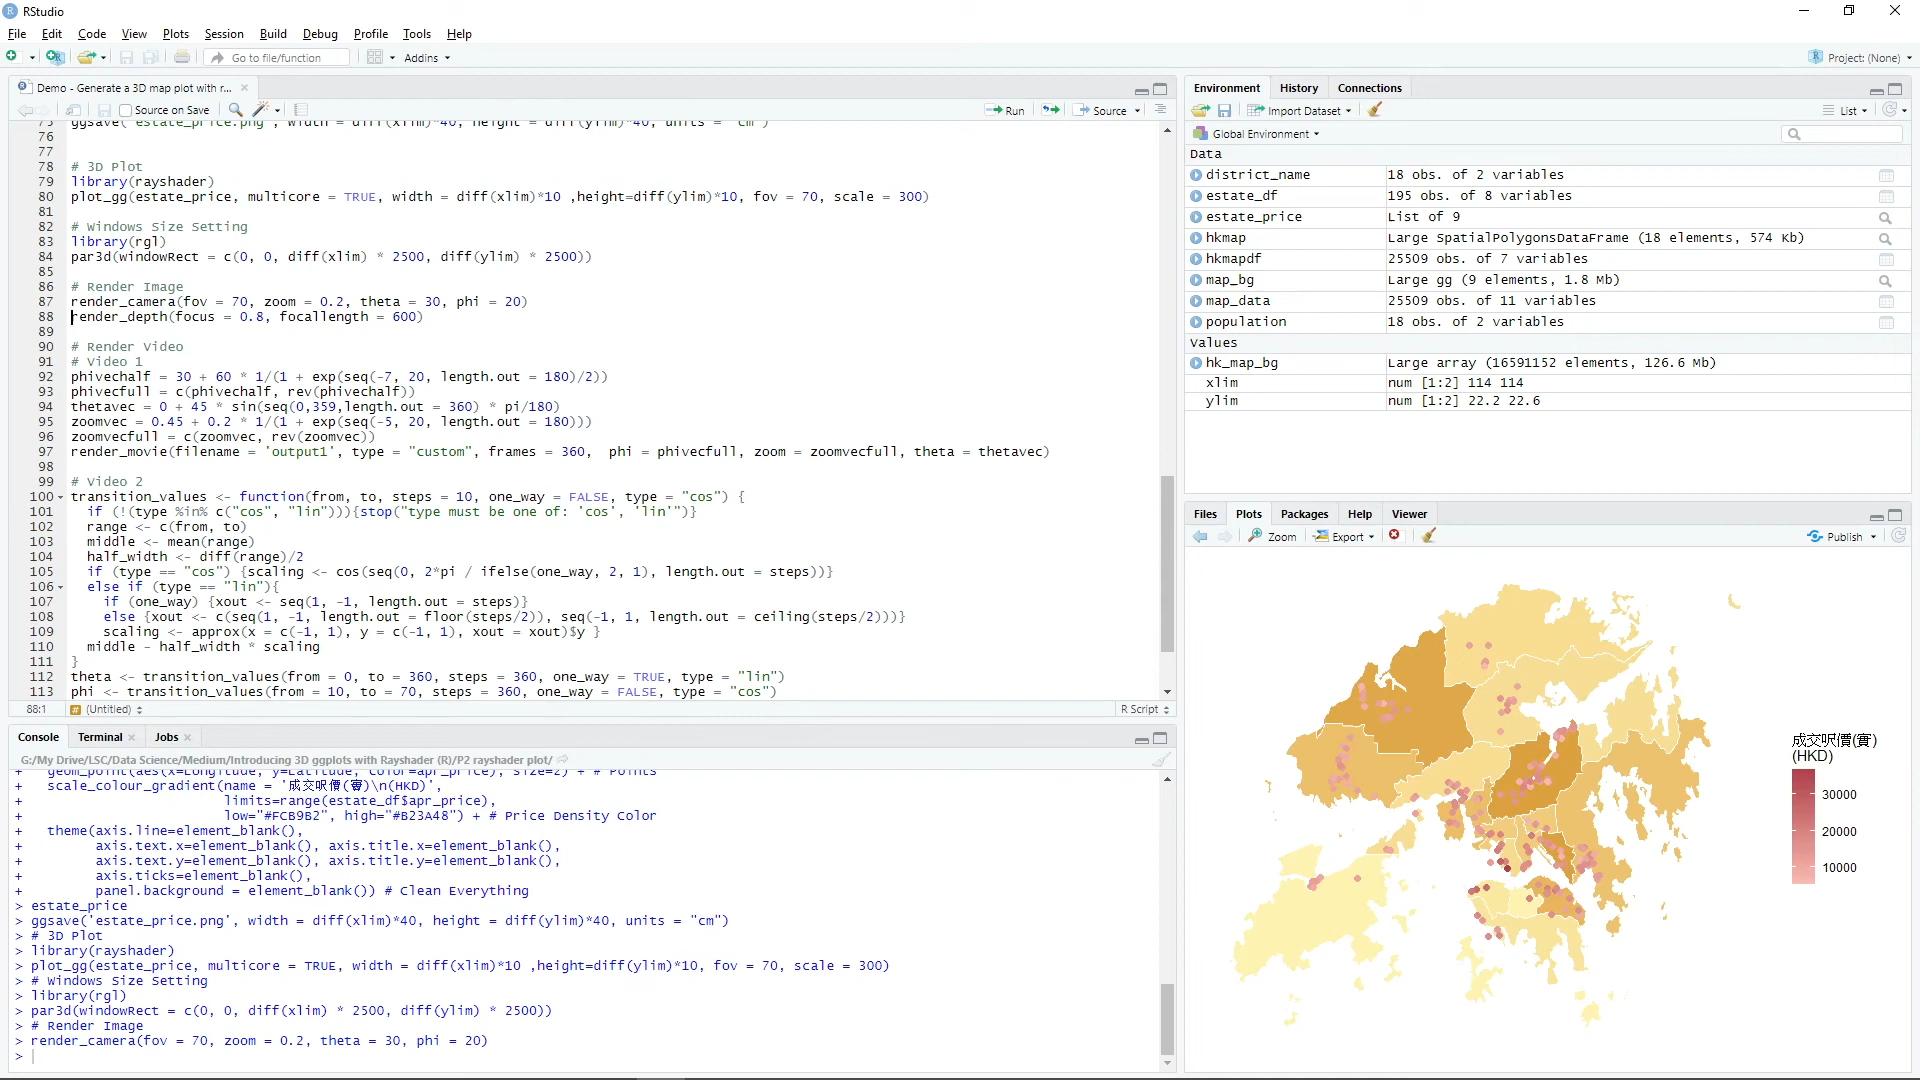 RStudio
File Edit Code View Plots Session Build Debug Profile Tools Help
Go to file/function
Addins
Project: (None)
Demo - Generate a 3D map plot with r...
Source on Save
Run
Source
75 ggsave('estate_price.png', width = diff(xlim)*40, height = diff(ylim)*40, units = "cm")
76
77
78 # 3D Plot
79 library(rayshader)
80 plot_gg(estate_price, multicore = TRUE, width = diff(xlim)*10 ,height=diff(ylim)*10, fov = 70, scale = 300)
81
82 # Windows Size Setting
83 library(rgl)
84 par3d(windowRect = c(0, 0, diff(xlim) * 2500, diff(ylim) * 2500))
85
86 # Render Image
87 render_camera(fov = 70, zoom = 0.2, theta = 30, phi = 20)
88 render_depth(focus = 0.8, focallength = 600)
89
90 # Render Video
91 # Video 1
92 phivechalf = 30 + 60 * 1/(1 + exp(seq(-7, 20, length.out = 180)/2))
93 phivecfull = c(phivechalf, rev(phivechalf))
94 thetavec = 0 + 45 * sin(seq(0,359,length.out = 360) * pi/180)
95 zoomvec = 0.45 + 0.2 * 1/(1 + exp(seq(-5, 20, length.out = 180)))
96 zoomvecfull = c(zoomvec, rev(zoomvec))
97 render_movie(filename = 'output1', type = "custom", frames = 360,  phi = phivecfull, zoom = zoomvecfull, theta = thetavec)
98
99 # Video 2
100 transition_values <- function(from, to, steps = 10, one_way = FALSE, type = "cos") {
101 if (!(type %in% c("cos", "lin"))){stop("type must be one of: 'cos', 'lin'")}
102 range <- c(from, to)
103 middle <- mean(range)
104 half_width <- diff(range)/2
105 if (type == "cos") {scaling <- cos(seq(0, 2*pi / ifelse(one_way, 2, 1), length.out = steps))}
106 else if (type == "lin"){
107 if (one_way) {xout <- seq(1, -1, length.out = steps)}
108 else {xout <- c(seq(1, -1, length.out = floor(steps/2)), seq(-1, 1, length.out = ceiling(steps/2)))}
109 scaling <- approx(x = c(-1, 1), y = c(-1, 1), xout = xout)$y }
110 middle - half_width * scaling
111 }
112 theta <- transition_values(from = 0, to = 360, steps = 360, one_way = TRUE, type = "lin")
113 phi <- transition_values(from = 10, to = 70, steps = 360, one_way = FALSE, type = "cos")
88:1 # (Untitled) R Script
Console Terminal Jobs
G:/My Drive/LSC/Data Science/Medium/Introducing 3D ggplots with Rayshader (R)/P2 rayshader plot/
+ geom_point(aes(x=Longitude, y=Latitude, color=apr_price), size=2) + # Points
+ scale_colour_gradient(name = '成交呎價(實)\n(HKD)',
+ limits=range(estate_df$apr_price),
+ low="#FCB9B2", high="#B23A48") + # Price Density Color
+ theme(axis.line=element_blank(),
+ axis.text.x=element_blank(), axis.title.x=element_blank(),
+ axis.text.y=element_blank(), axis.title.y=element_blank(),
+ axis.ticks=element_blank(),
+ panel.background = element_blank()) # Clean Everything
> estate_price
> ggsave('estate_price.png', width = diff(xlim)*40, height = diff(ylim)*40, units = "cm")
> # 3D Plot
> library(rayshader)
> plot_gg(estate_price, multicore = TRUE, width = diff(xlim)*10 ,height=diff(ylim)*10, fov = 70, scale = 300)
> # Windows Size Setting
> library(rgl)
> par3d(windowRect = c(0, 0, diff(xlim) * 2500, diff(ylim) * 2500))
> # Render Image
> render_camera(fov = 70, zoom = 0.2, theta = 30, phi = 20)
>
Environment History Connections
Import Dataset List
Global Environment
Data
district_name 18 obs. of 2 variables
estate_df 195 obs. of 8 variables
estate_price List of 9
hkmap Large SpatialPolygonsDataFrame (18 elements, 574 Kb)
hkmapdf 25509 obs. of 7 variables
map_bg Large gg (9 elements, 1.8 Mb)
map_data 25509 obs. of 11 variables
population 18 obs. of 2 variables
Values
hk_map_bg Large array (16591152 elements, 126.6 Mb)
xlim num [1:2] 114 114
ylim num [1:2] 22.2 22.6
Files Plots Packages Help Viewer
Zoom Export Publish
成交呎價(實)
(HKD)
30000
20000
10000